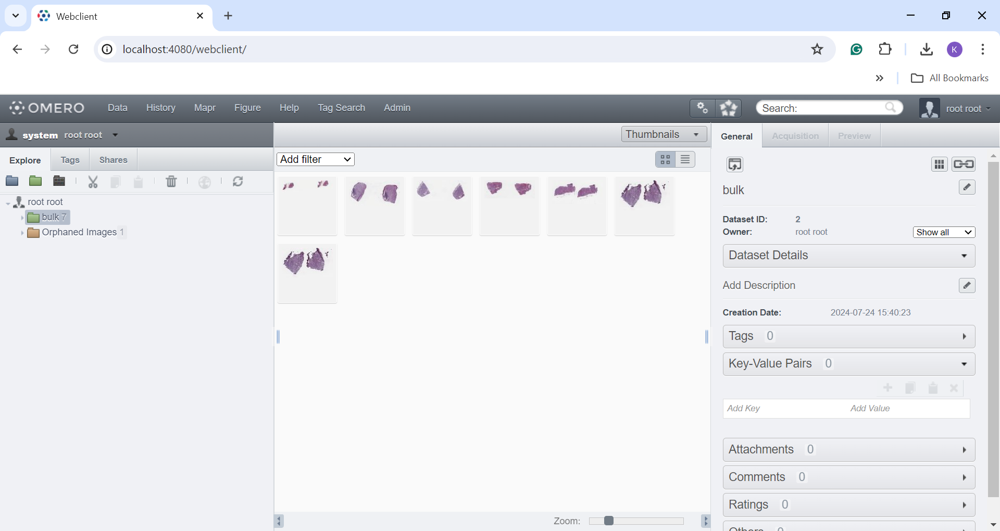 Webclient
localhost:4080/webclient/
K
All Bookmarks
OMERO Data History Mapr Figure Help Tag Search Admin Search: root root
system root root
Thumbnails
General Acquisition Preview
Explore Tags Shares
Add filter
root root
bulk 7
Orphaned Images 1
bulk
Dataset ID: 2
Owner: root root
Show all
Dataset Details
Add Description
Creation Date: 2024-07-24 15:40:23
Tags 0
Key-Value Pairs 0
Add Key Add Value
Attachments 0
Comments 0
Ratings 0
Others 0
Zoom: